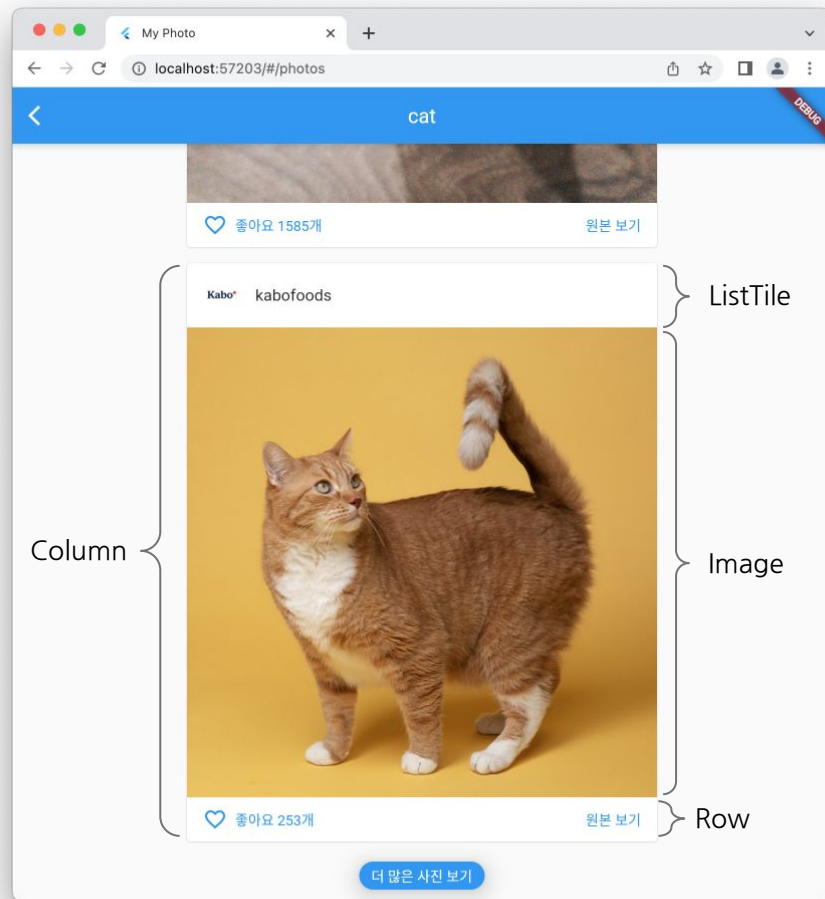 My Photo
localhost:57203/#/photos
cat
DEBUG
좋아요 1585개 원본 보기
Kabo kabofoods
ListTile
Column
Image
좋아요 253개 원본 보기
Row
더 많은 사진 보기